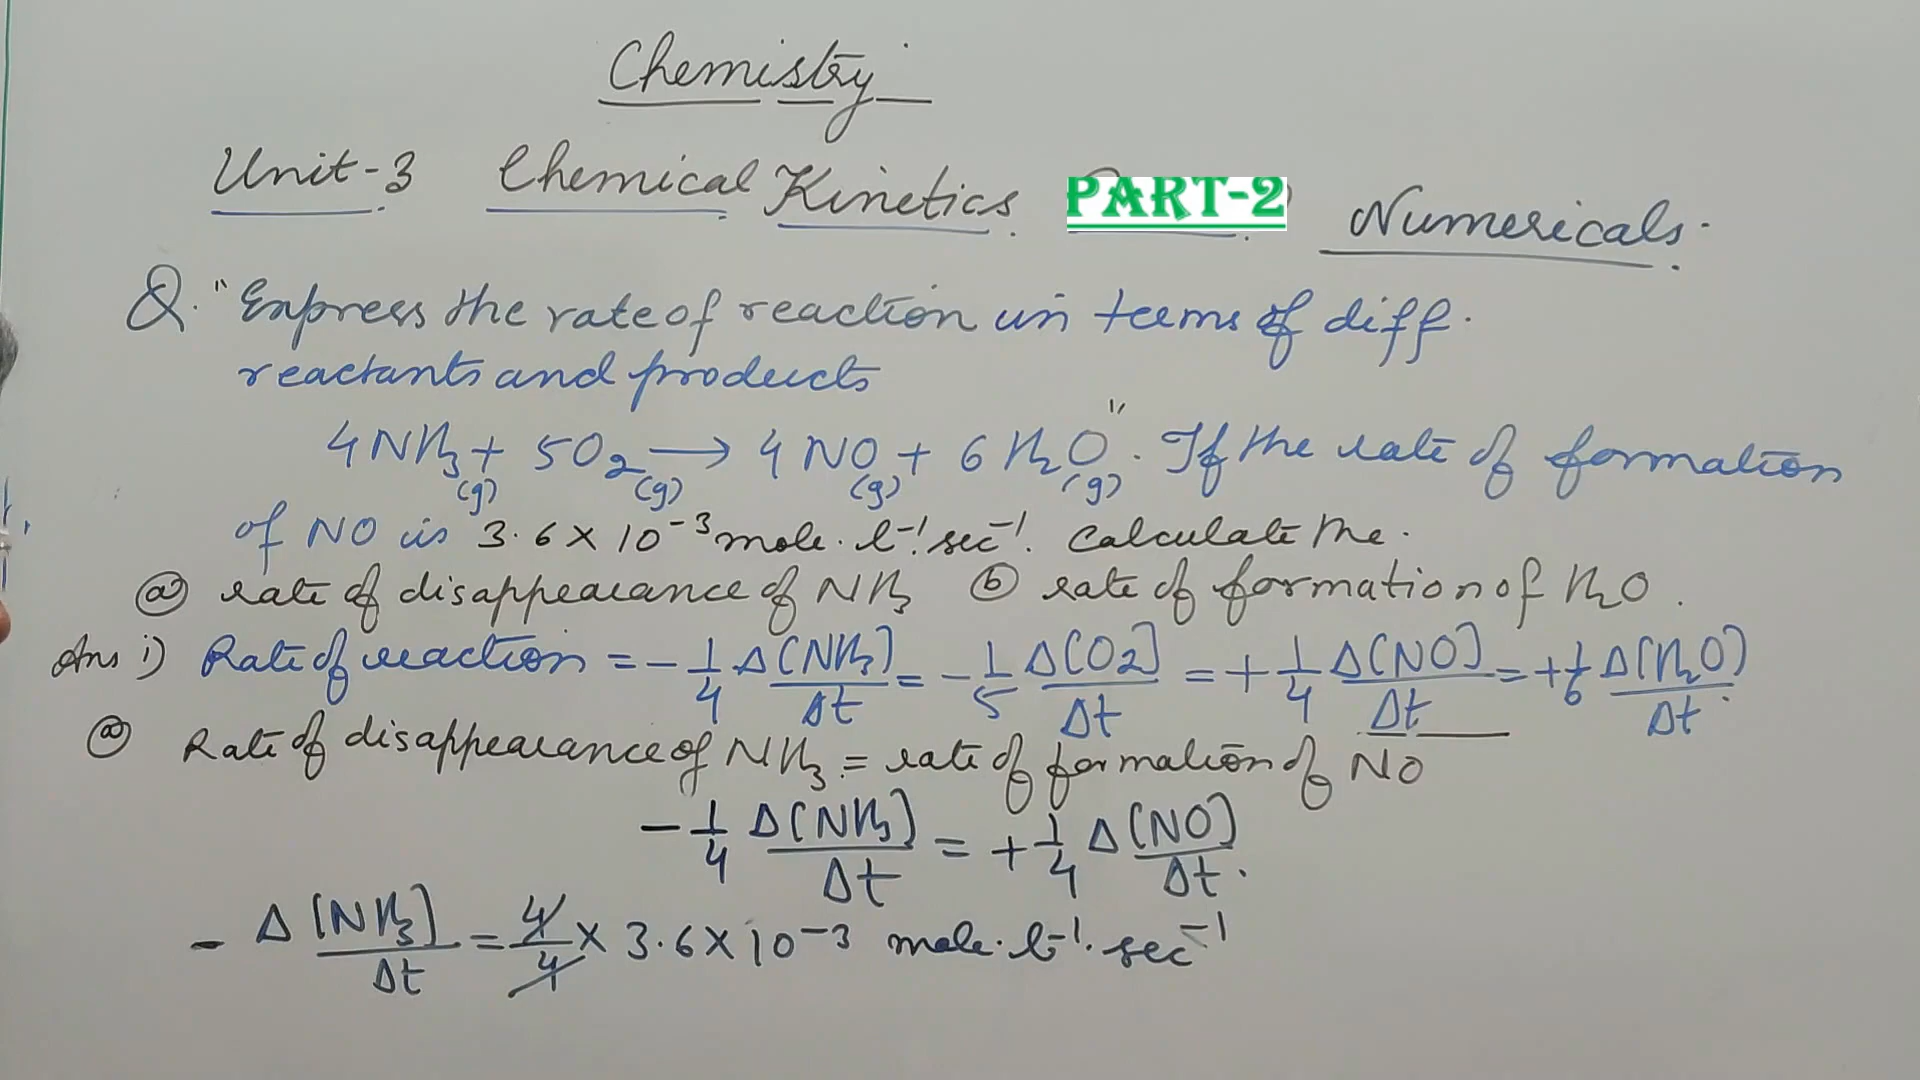 Chemistry
Unit-3 Chemical Kinetics. PART-2 Numericals.
Q. "Express the rate of reaction in terms of diff.
reactants and products
4NH3(g) + 5O2(g) → 4NO(g) + 6H2O(g)". If the rate of formation
of NO is 3.6 × 10⁻³ mole. l⁻¹. sec⁻¹. Calculate the.
ⓐ rate of disappearance of NH3 ⓑ rate of formation of H2O.
Ans i) Rate of reaction = - 1/4 Δ[NH3]/Δt = - 1/5 Δ[O2]/Δt = + 1/4 Δ[NO]/Δt = + 1/6 Δ[H2O]/Δt.
ⓐ Rate of disappearance of NH3 = rate of formation of NO
- 1/4 Δ[NH3]/Δt = + 1/4 Δ[NO]/Δt.
- Δ[NH3]/Δt = 4/4 × 3.6 × 10⁻³ mole. l⁻¹. sec⁻¹